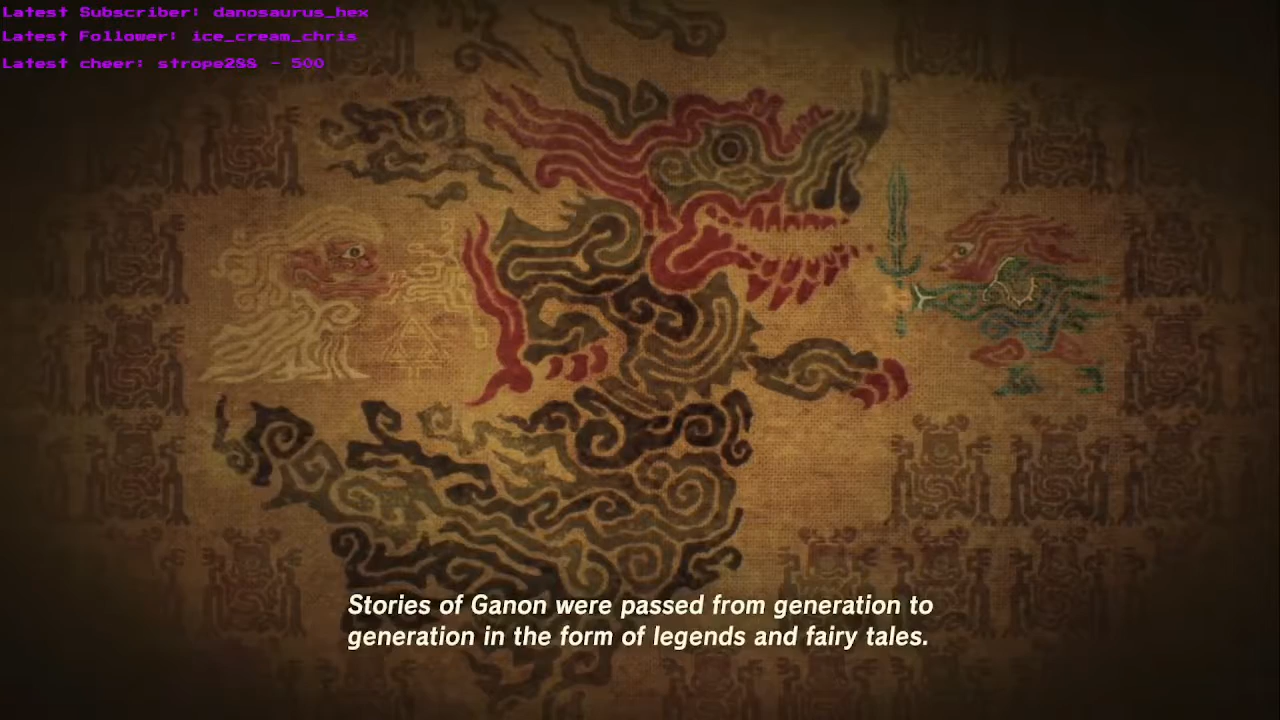 Latest Subscriber: danosaurus_hex
Latest Follower: ice_cream_chris
Latest cheer: strope288 - 500
Stories of Ganon were passed from generation to
generation in the form of legends and fairy tales.